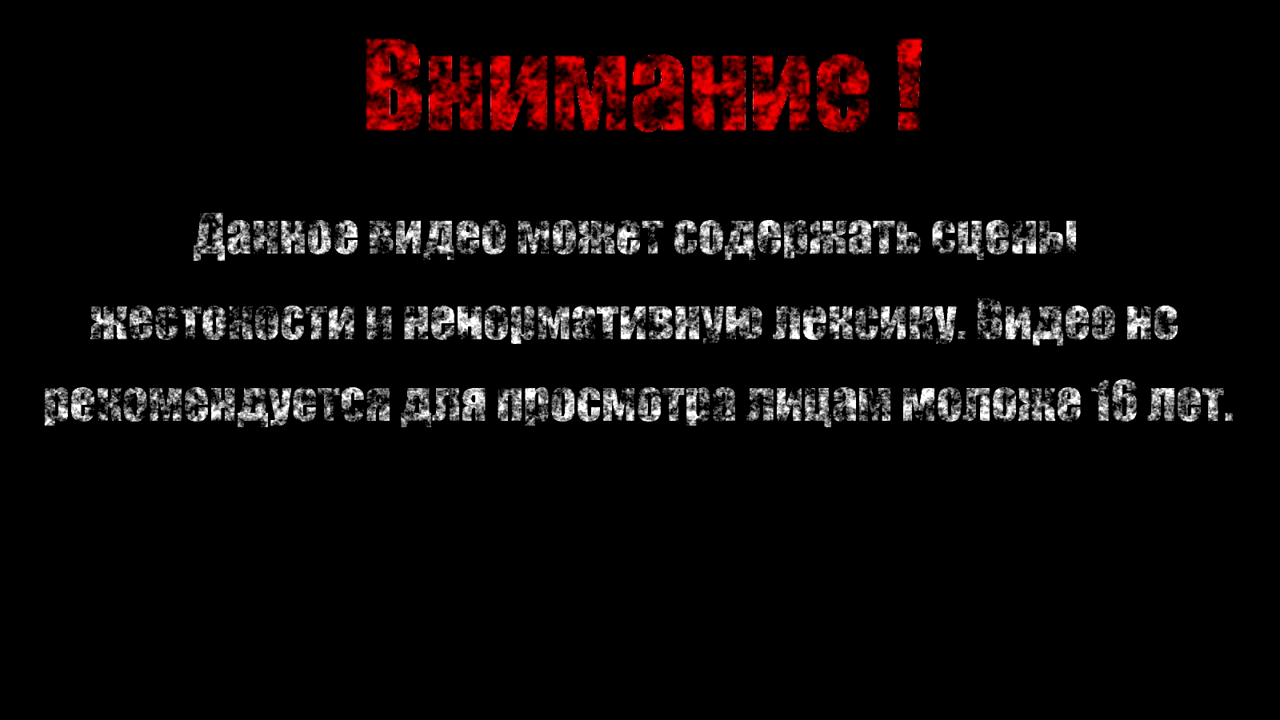 Внимание !
Данное видео может содержать сцены
жестокости и ненормативную лексику. Видео не
рекомендуется для просмотра лицам моложе 16 лет.